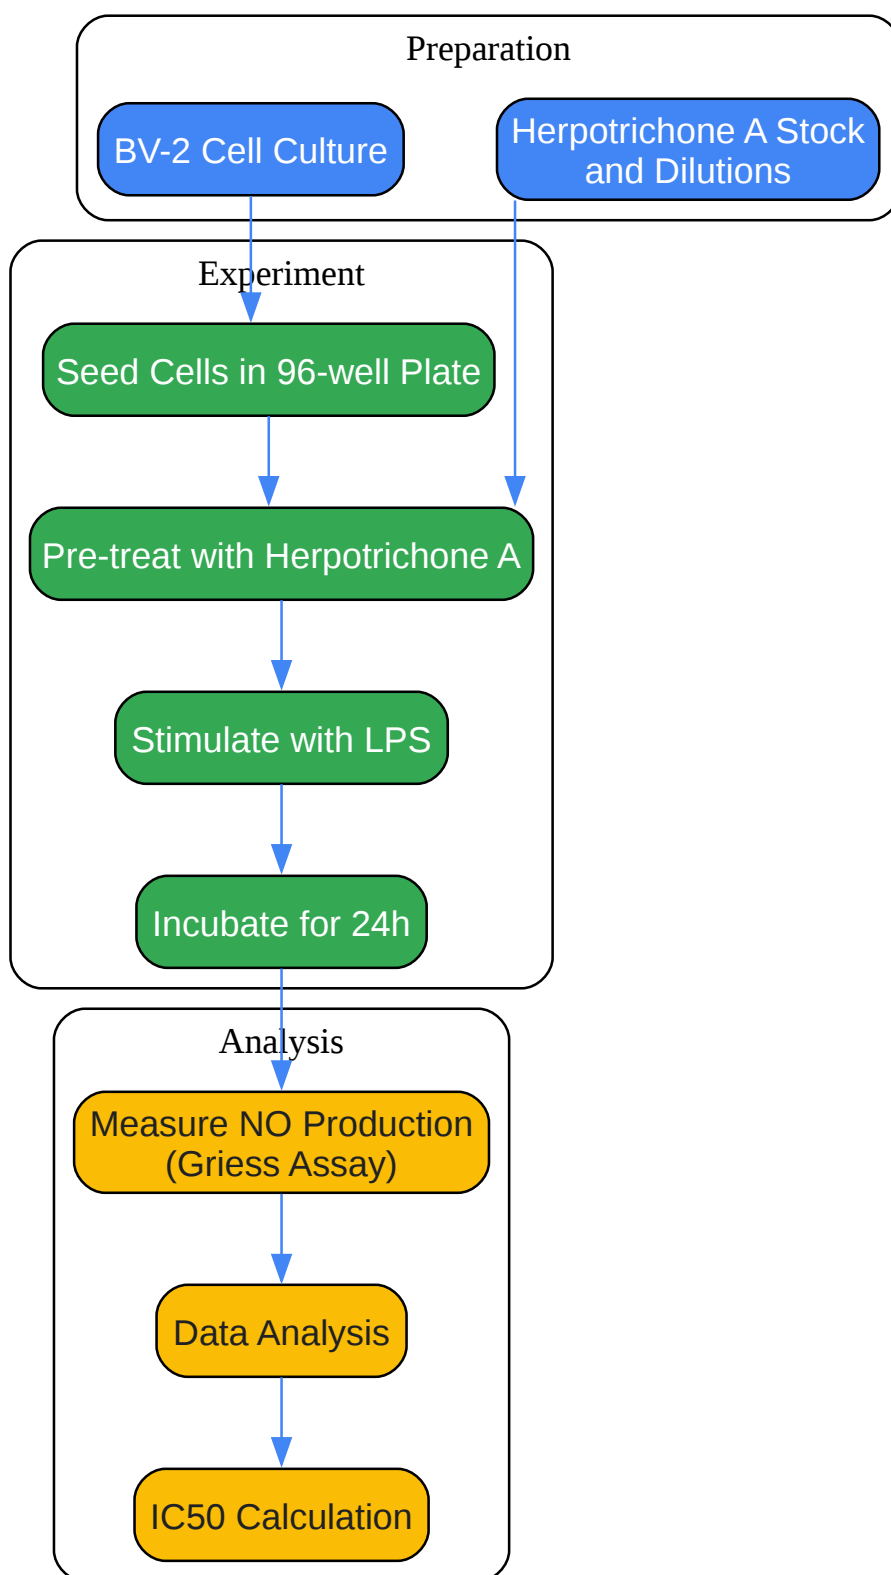 Preparation
BV-2 Cell Culture
Herpotrichone A Stock
and Dilutions
Experiment
Seed Cells in 96-well Plate
Pre-treat with Herpotrichone A
Stimulate with LPS
Incubate for 24h
Analysis
Measure NO Production
(Griess Assay)
Data Analysis
IC50 Calculation